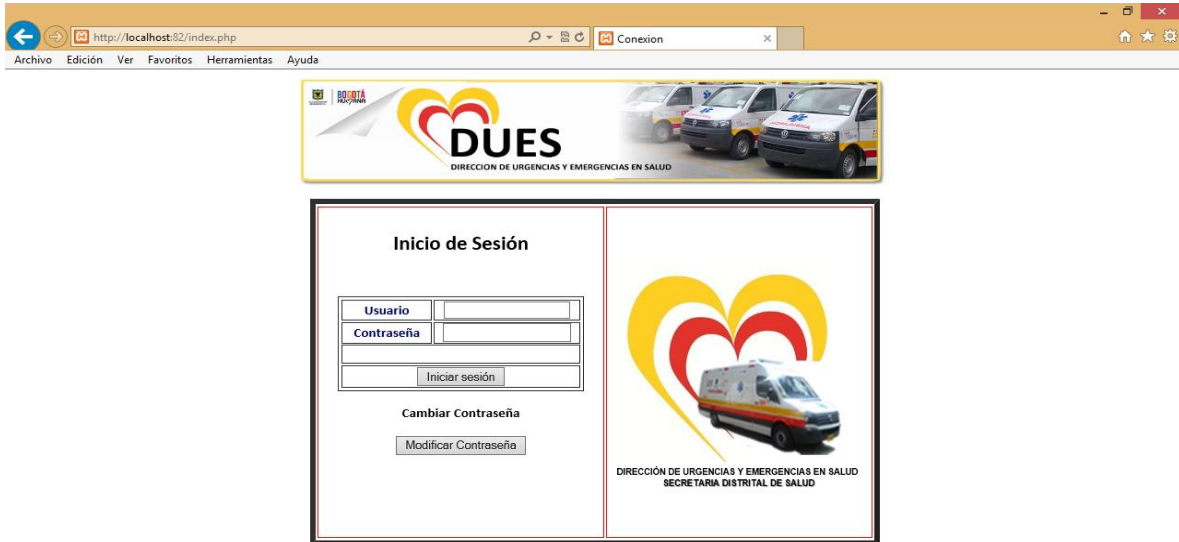 http://localhost:82/index.php
Conexion
Archivo Edición Ver Favoritos Herramientas Ayuda
BOGOTÁ
HUMANA
DUES
DIRECCION DE URGENCIAS Y EMERGENCIAS EN SALUD
Inicio de Sesión
Usuario
Contraseña
Iniciar sesión
Cambiar Contraseña
Modificar Contraseña
DIRECCIÓN DE URGENCIAS Y EMERGENCIAS EN SALUD
SECRETARIA DISTRITAL DE SALUD